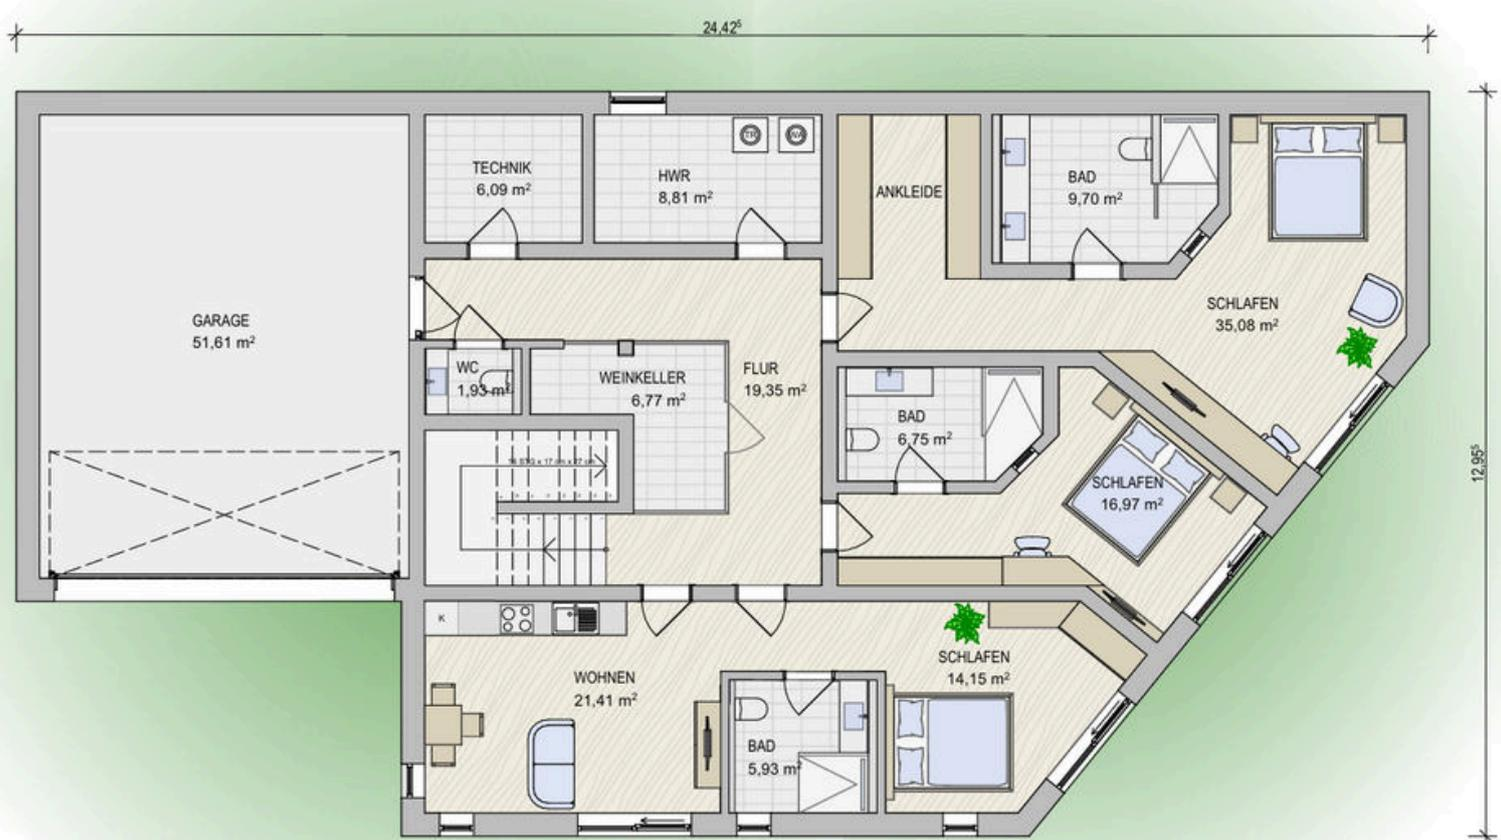 24,42⁵
TECHNIK
6,09 m²
HWR
8,81 m²
TR
WA
ANKLEIDE
BAD
9,70 m²
GARAGE
51,61 m²
SCHLAFEN
35,08 m²
WC
1,93 m²
WEINKELLER
6,77 m²
FLUR
19,35 m²
BAD
6,75 m²
SCHLAFEN
16,97 m²
12,95⁵
K
WOHNEN
21,41 m²
SCHLAFEN
14,15 m²
BAD
5,93 m²